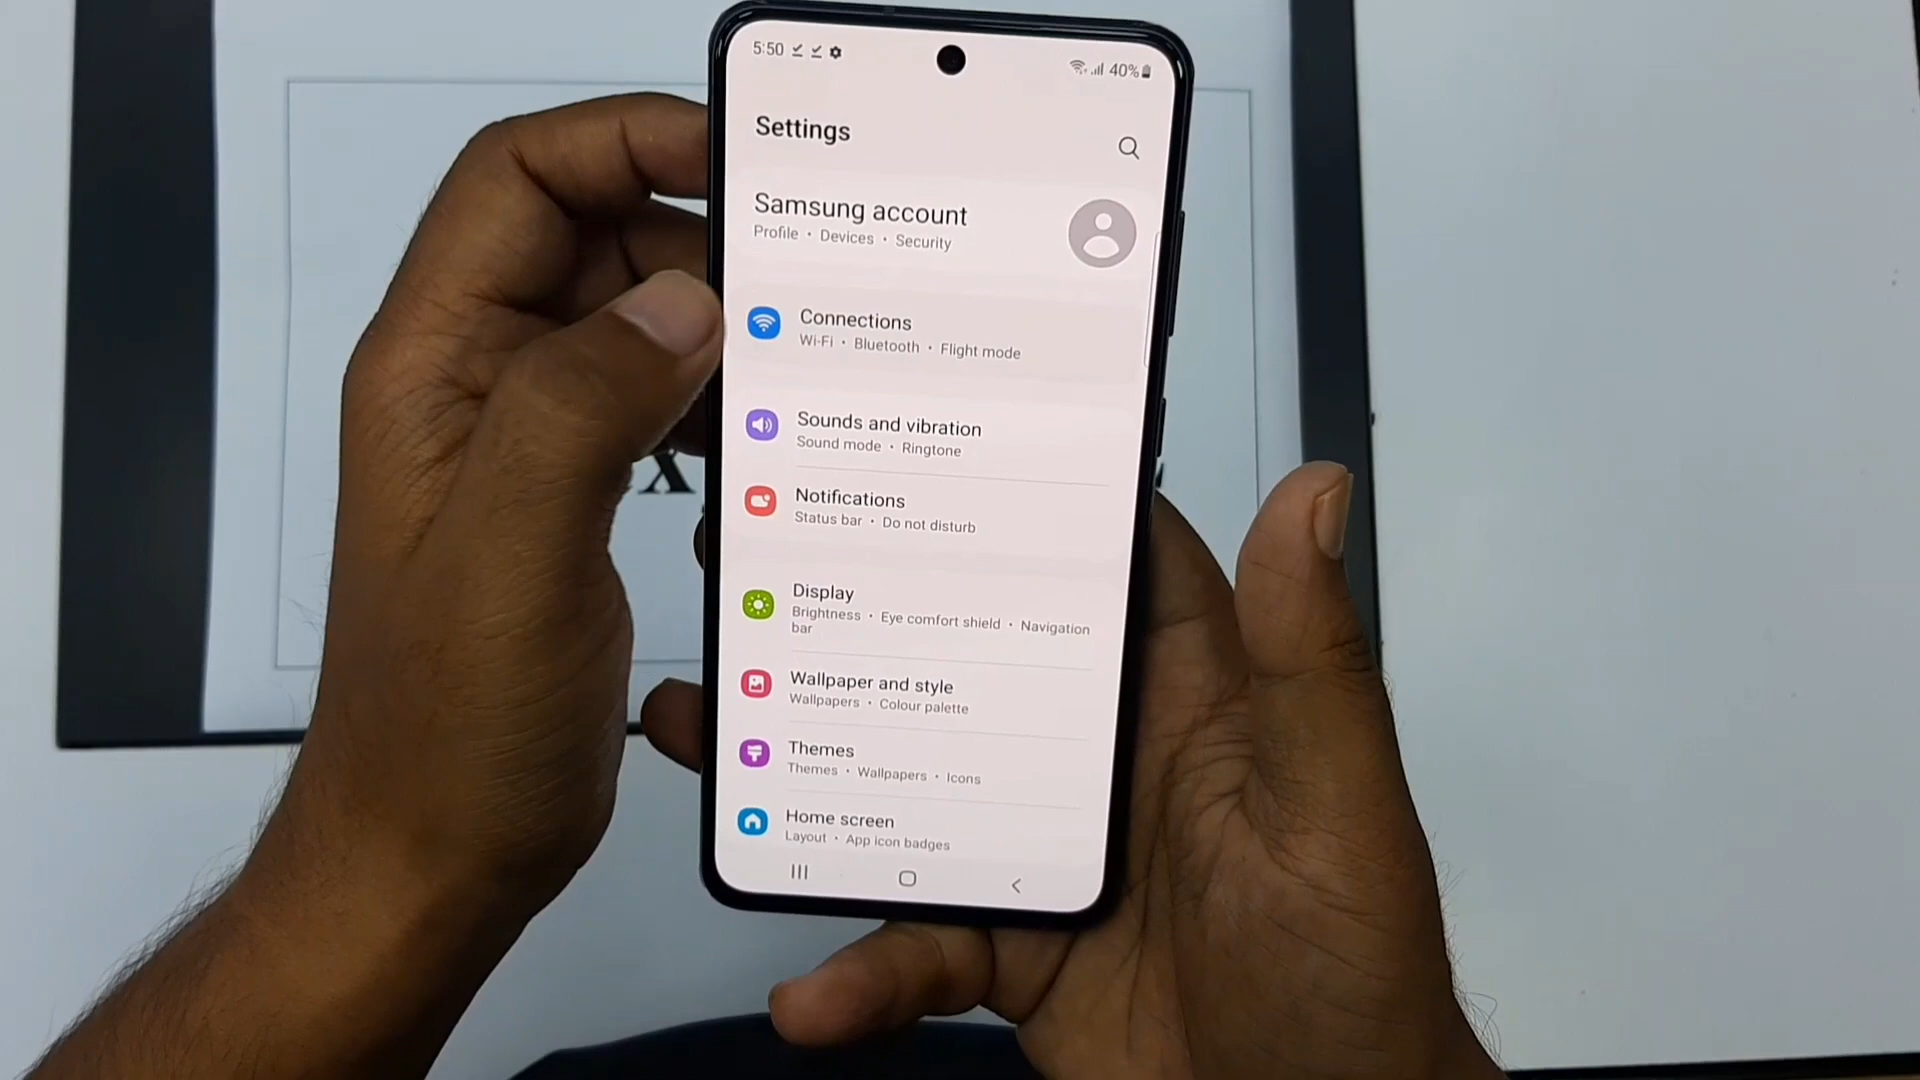 5:50
40%
Settings
Samsung account
Profile • Devices • Security
Connections
Wi-Fi • Bluetooth • Flight mode
Sounds and vibration
Sound mode • Ringtone
Notifications
Status bar • Do not disturb
Display
Brightness • Eye comfort shield • Navigation
bar
Wallpaper and style
Wallpapers • Colour palette
Themes
Themes • Wallpapers • Icons
Home screen
Layout • App icon badges
X